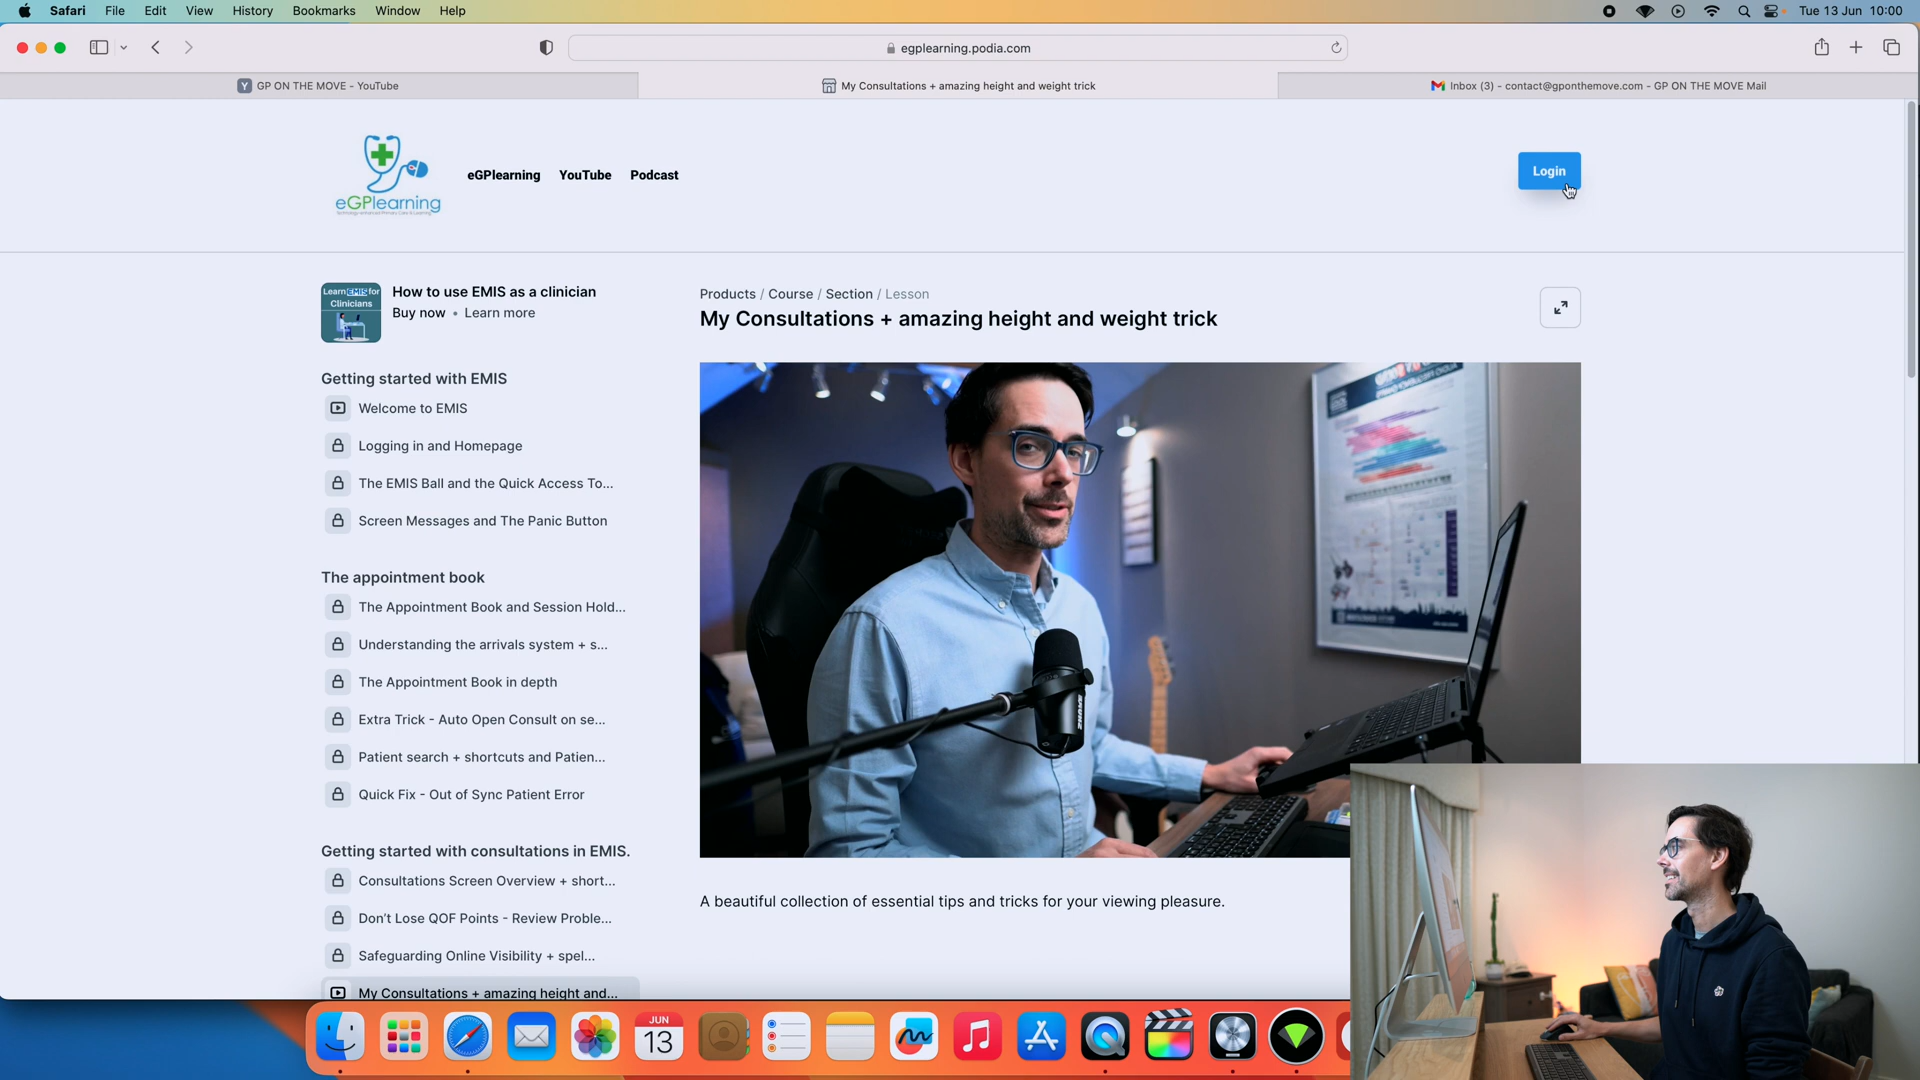 Safari File Edit View History Bookmarks Window Help Tue 13 Jun 10:00
egplearning.podia.com
GP ON THE MOVE - YouTube
My Consultations + amazing height and weight trick
Inbox (3) - contact@gponthemove.com - GP ON THE MOVE Mail
eGPlearning
eGPlearning YouTube Podcast
Login
Learn EMIS for
Clinicians
How to use EMIS as a clinician
Buy now • Learn more
Products / Course / Section / Lesson
My Consultations + amazing height and weight trick
Getting started with EMIS
Welcome to EMIS
Logging in and Homepage
The EMIS Ball and the Quick Access To...
Screen Messages and The Panic Button
The appointment book
The Appointment Book and Session Hold...
Understanding the arrivals system + s...
The Appointment Book in depth
Extra Trick - Auto Open Consult on se...
Patient search + shortcuts and Patien...
Quick Fix - Out of Sync Patient Error
Getting started with consultations in EMIS.
Consultations Screen Overview + short...
Don't Lose QOF Points - Review Proble...
Safeguarding Online Visibility + spel...
My Consultations + amazing height and...
A beautiful collection of essential tips and tricks for your viewing pleasure.
JUN
13